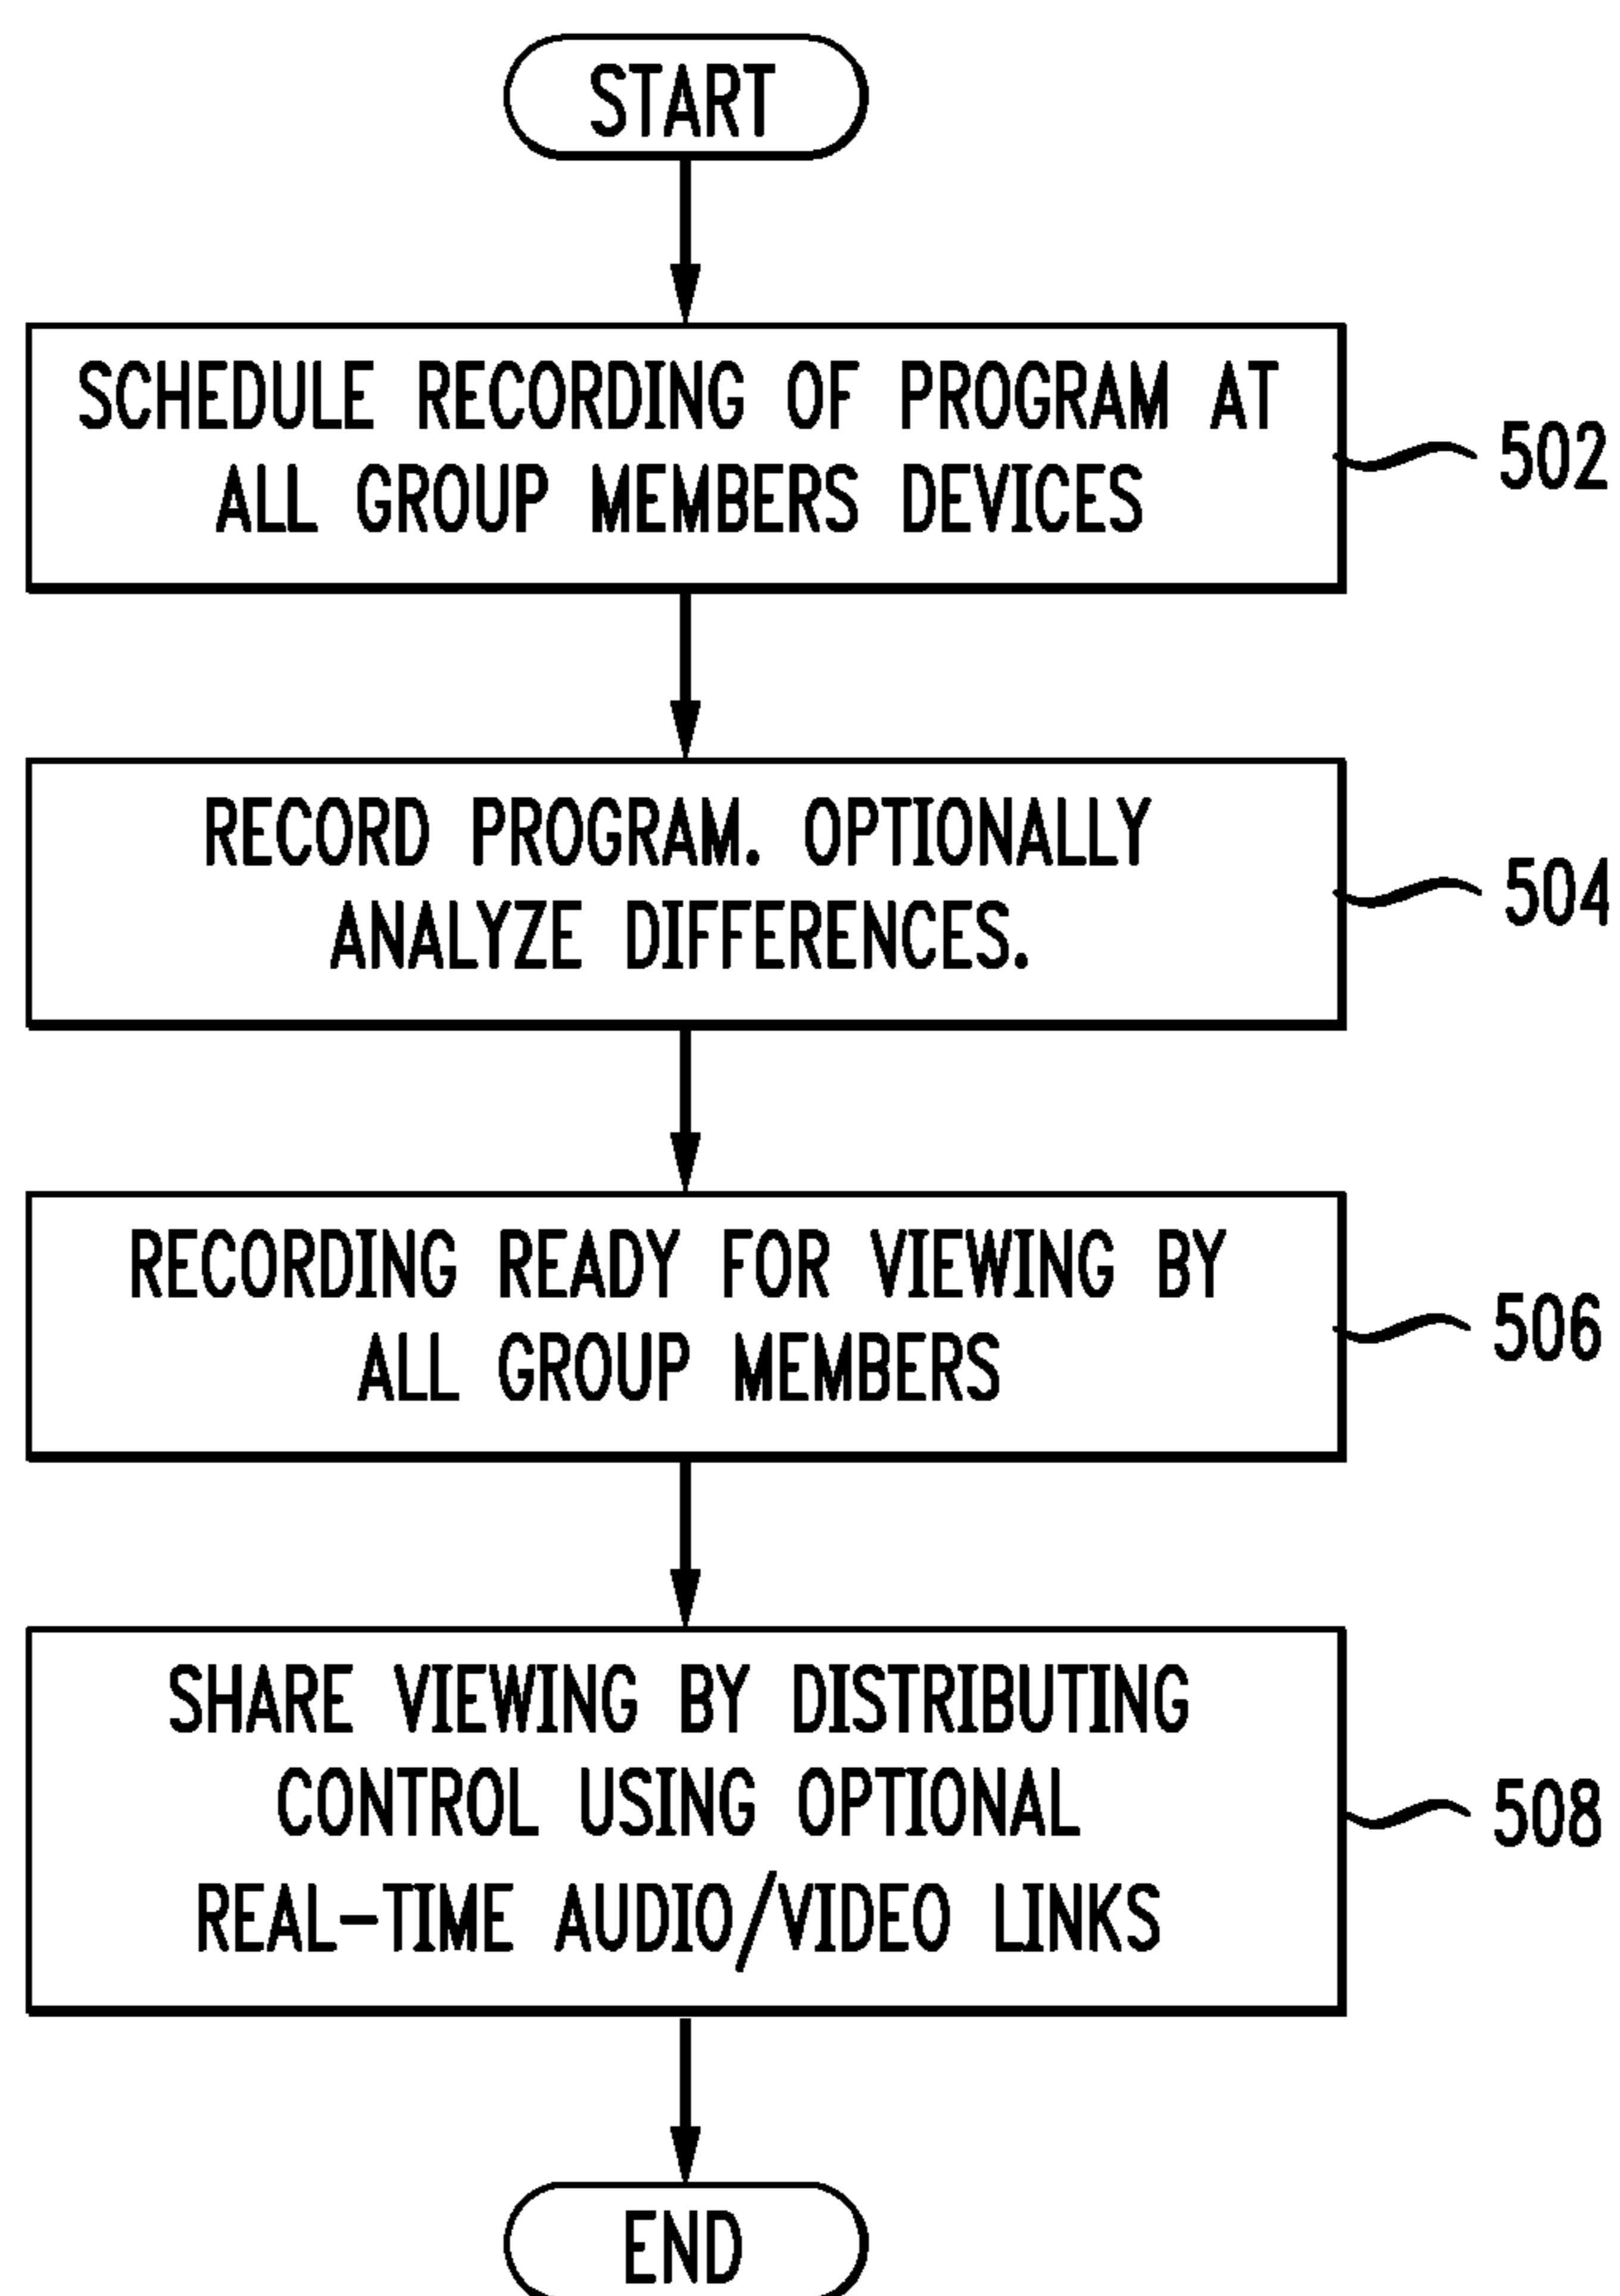 START
SCHEDULE RECORDING OF PROGRAM AT
ALL GROUP MEMBERS DEVICES
502
RECORD PROGRAM. OPTIONALLY
ANALYZE DIFFERENCES.
504
RECORDING READY FOR VIEWING BY
ALL GROUP MEMBERS
506
SHARE VIEWING BY DISTRIBUTING
CONTROL USING OPTIONAL
REAL-TIME AUDIO/VIDEO LINKS
508
END